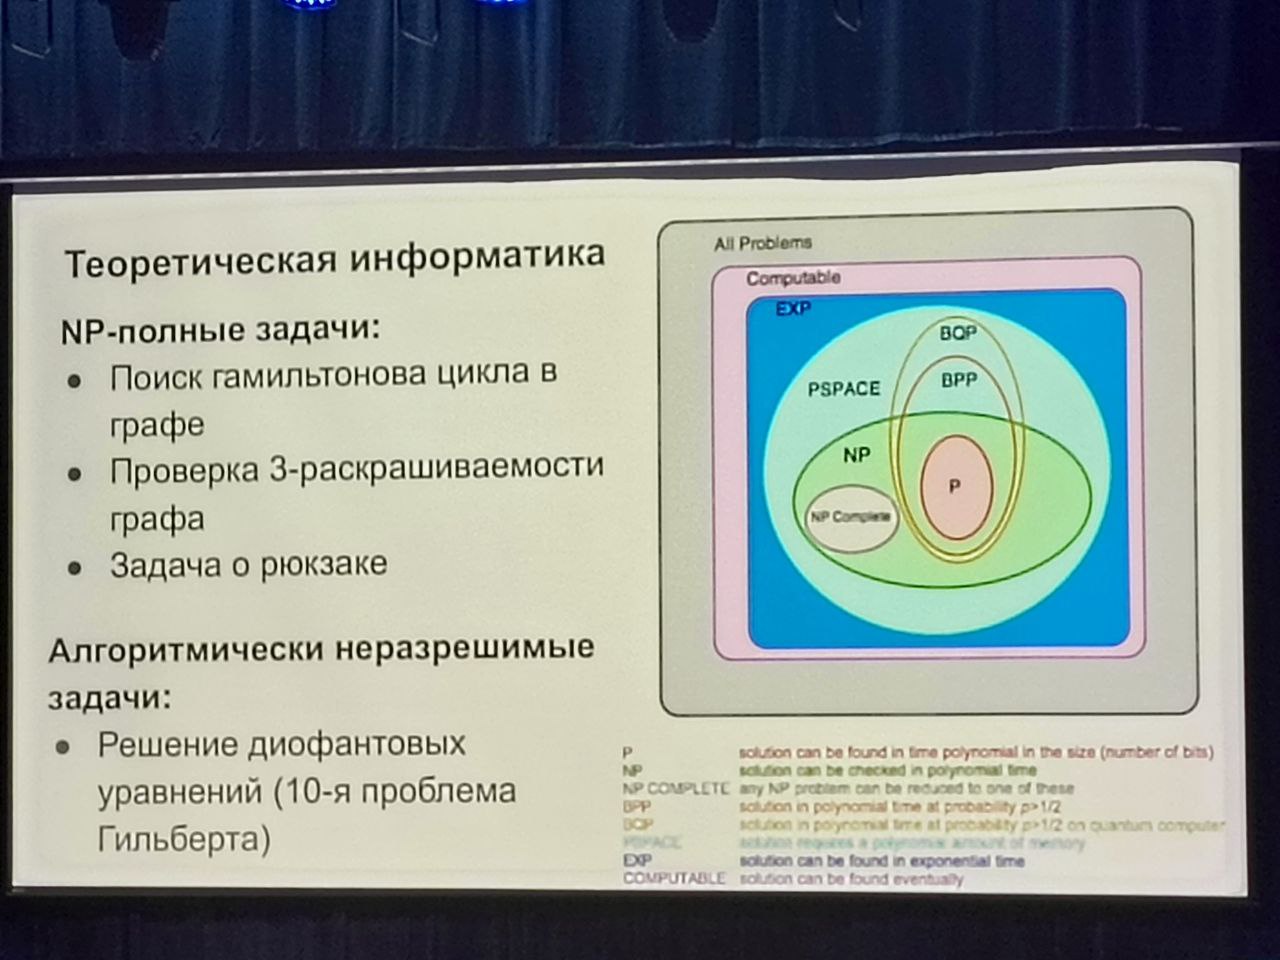 Теоретическая информатика
NP-полные задачи:
● Поиск гамильтонова цикла в
графе
● Проверка 3-раскрашиваемости
графа
● Задача о рюкзаке
Алгоритмически неразрешимые
задачи:
● Решение диофантовых
уравнений (10-я проблема
Гильберта)
All Problems
Computable
EXP
BQP
BPP
PSPACE
NP
P
NP Complete
P solution can be found in time polynomial in the size (number of bits)
NP solution can be checked in polynomial time
NP COMPLETE any NP problem can be reduced to one of these
BPP solution in polynomial time at probability p>1/2
BQP solution in polynomial time at probability p>1/2 on quantum computer
PSPACE solution requires a polynomial amount of memory
EXP solution can be found in exponential time
COMPUTABLE solution can be found eventually